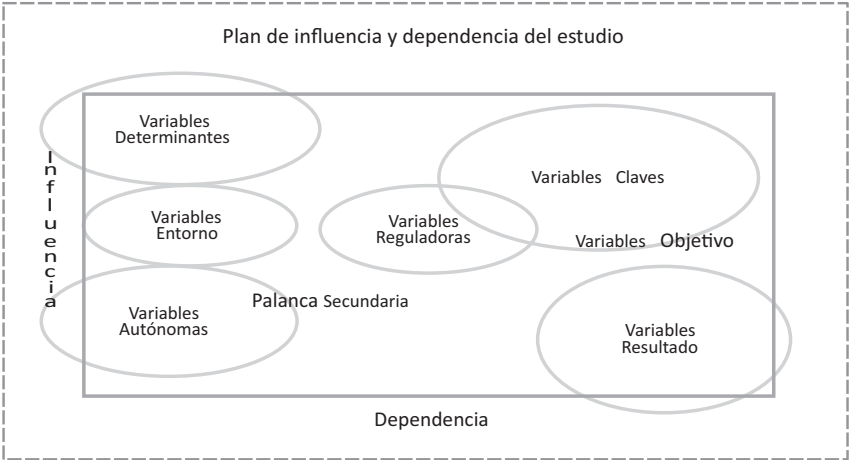 Plan de influencia y dependencia del estudio
Variables
Determinantes
Influencia
Variables Claves
Variables
Entorno
Variables
Reguladoras
Variables Objetivo
Palanca Secundaria
Variables
Autónomas
Variables
Resultado
Dependencia